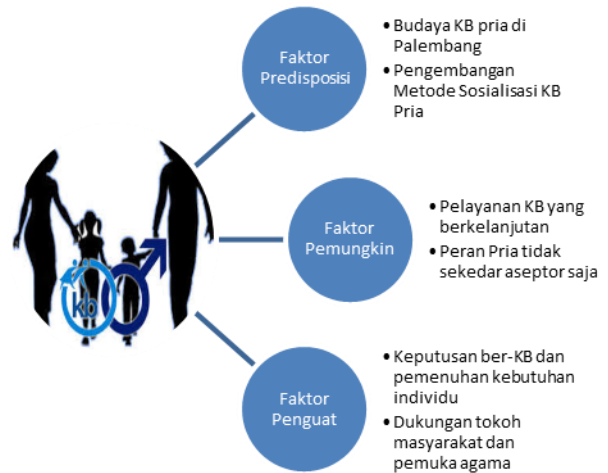 Faktor
Predisposisi
• Budaya KB pria di
Palembang
• Pengembangan
Metode Sosialisasi KB
Pria
kb
Faktor
Pemungkin
• Pelayanan KB yang
berkelanjutan
• Peran Pria tidak
sekedar aseptor saja
Faktor
Penguat
• Keputusan ber-KB dan
pemenuhan kebutuhan
individu
• Dukungan tokoh
masyarakat dan
pemuka agama